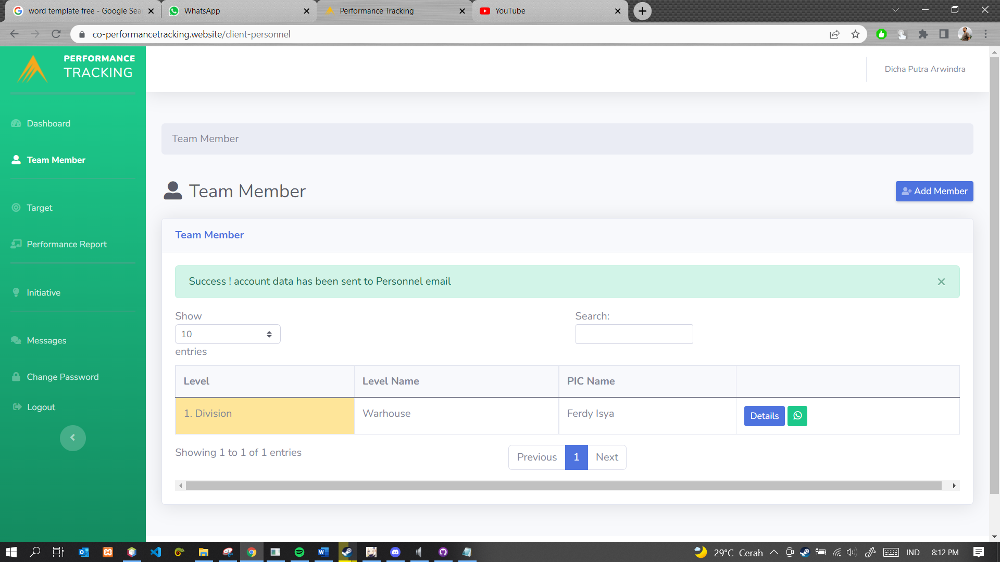 word template free - Google Sea
WhatsApp
Performance Tracking
YouTube
co-performancetracking.website/client-personnel
PERFORMANCE
TRACKING
Dicha Putra Arwindra
Dashboard
Team Member
Target
Performance Report
Initiative
Messages
Change Password
Logout
Team Member
Team Member
Add Member
Team Member
Success ! account data has been sent to Personnel email
Show
10
entries
Search:
Level
Level Name
PIC Name
1. Division
Warhouse
Ferdy Isya
Details
Showing 1 to 1 of 1 entries
Previous
1
Next
29°C Cerah
IND
8:12 PM